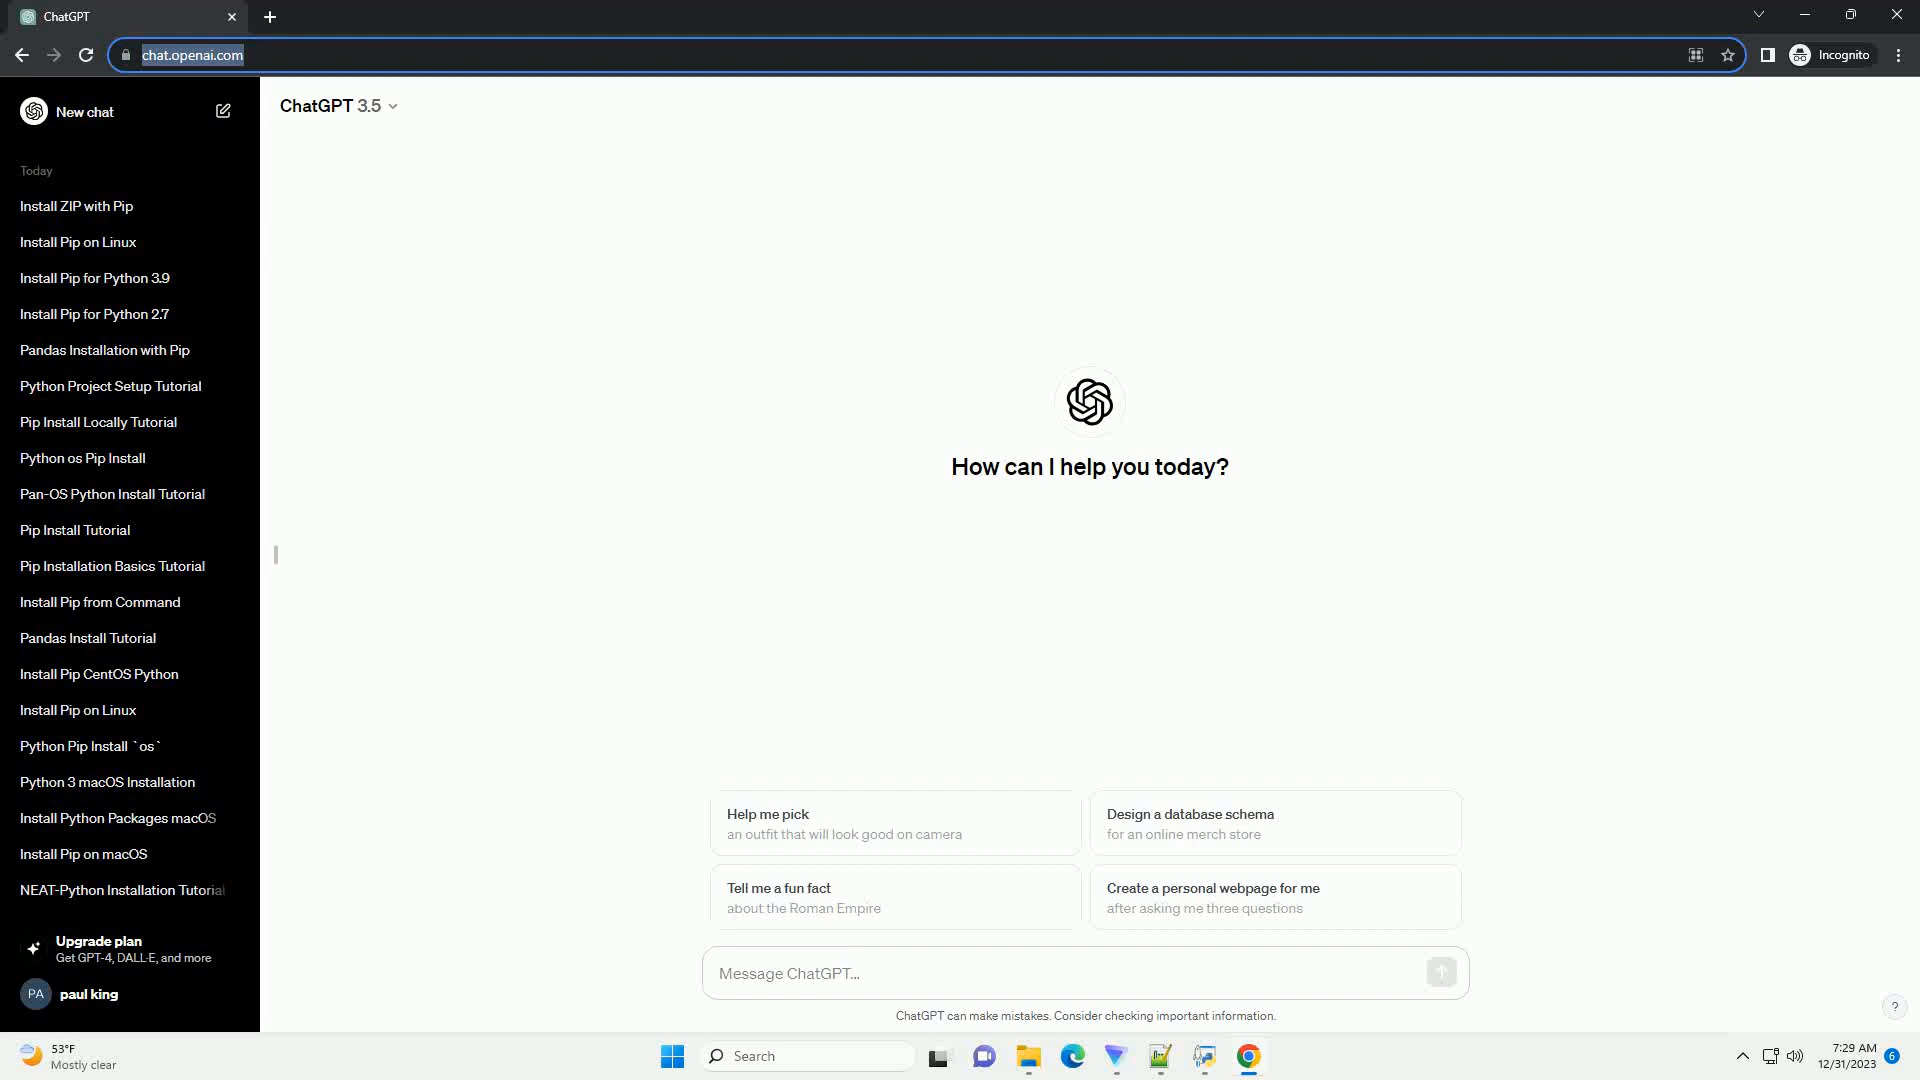 ChatGPT
chat.openai.com
Incognito
New chat
ChatGPT 3.5
Today
Install ZIP with Pip
Install Pip on Linux
Install Pip for Python 3.9
Install Pip for Python 2.7
Pandas Installation with Pip
Python Project Setup Tutorial
Pip Install Locally Tutorial
Python os Pip Install
Pan-OS Python Install Tutorial
Pip Install Tutorial
Pip Installation Basics Tutorial
Install Pip from Command
Pandas Install Tutorial
Install Pip CentOS Python
Install Pip on Linux
Python Pip Install `os`
Python 3 macOS Installation
Install Python Packages macOS
Install Pip on macOS
NEAT-Python Installation Tutorial
Upgrade plan
Get GPT-4, DALL·E, and more
PA
paul king
How can I help you today?
Help me pick
an outfit that will look good on camera
Design a database schema
for an online merch store
Tell me a fun fact
about the Roman Empire
Create a personal webpage for me
after asking me three questions
Message ChatGPT...
ChatGPT can make mistakes. Consider checking important information.
?
53°F
Mostly clear
Search
7:29 AM
12/31/2023
6